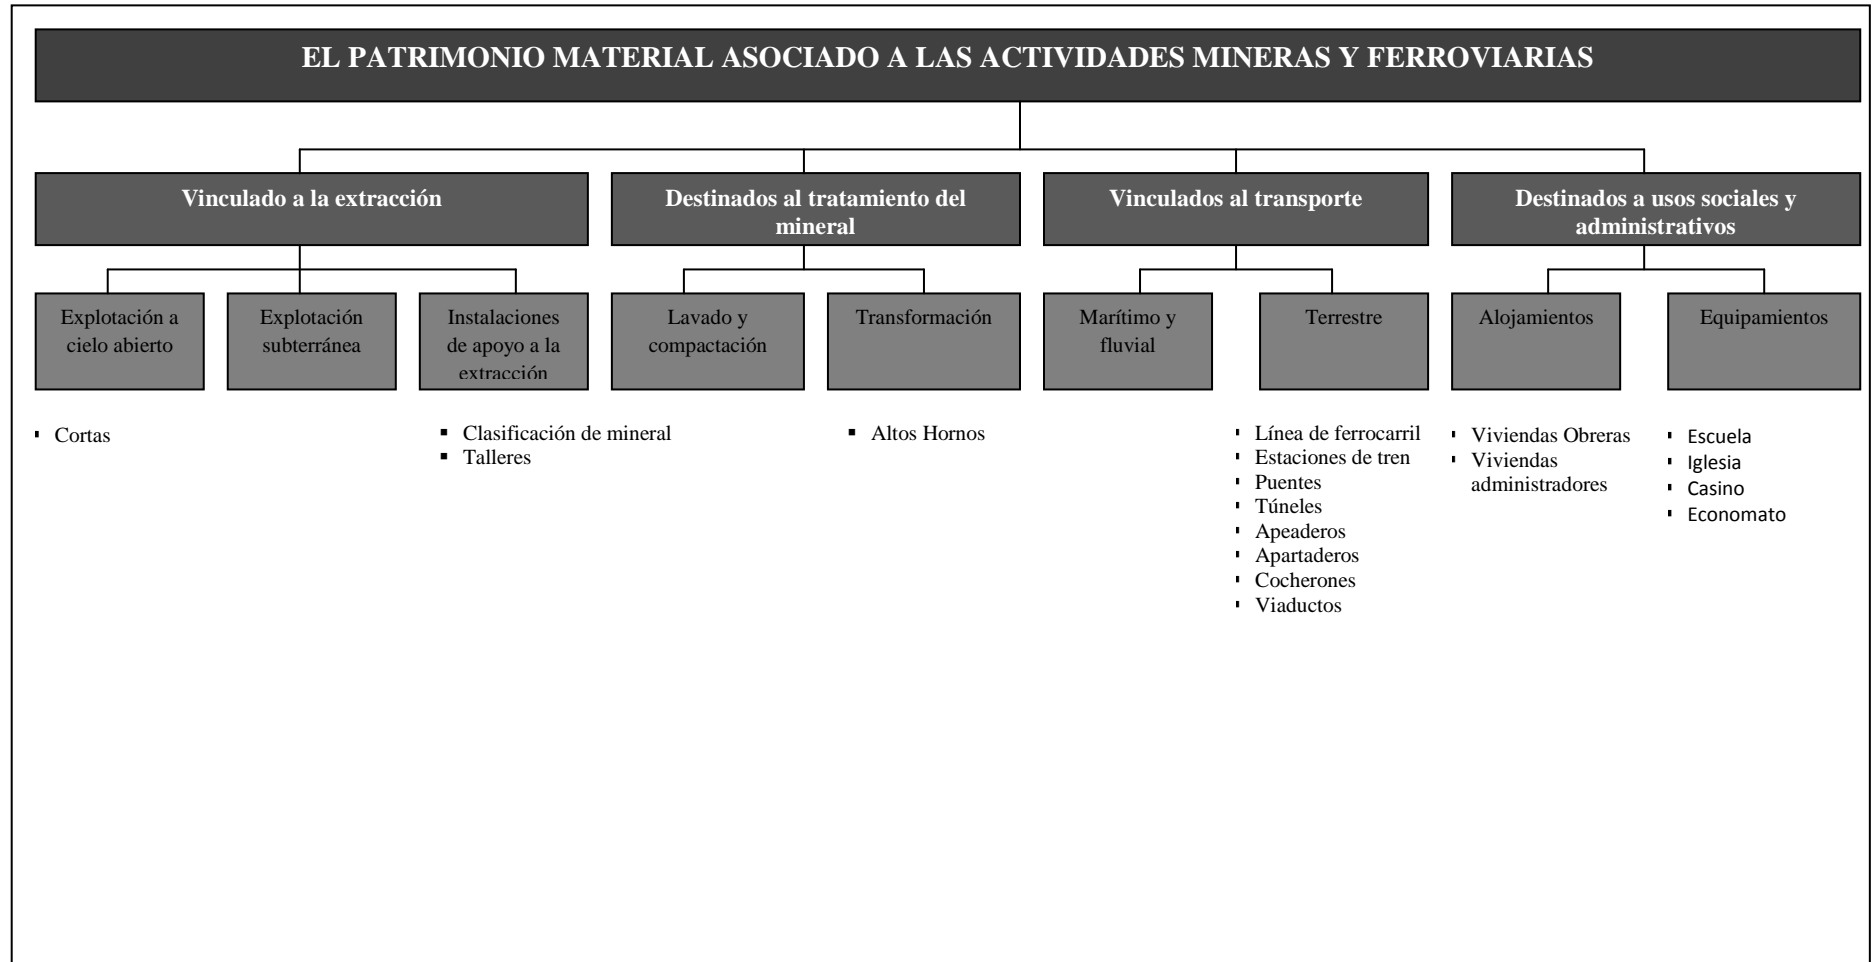 EL PATRIMONIO MATERIAL ASOCIADO A LAS ACTIVIDADES MINERAS Y FERROVIARIAS
Vinculado a la extracción
Destinados al tratamiento del
mineral
Vinculados al transporte
Destinados a usos sociales y
administrativos
Explotación a
cielo abierto
Explotación
subterránea
Instalaciones
de apoyo a la
extracción
Lavado y
compactación
Transformación
Marítimo y
fluvial
Terrestre
Alojamientos
Equipamientos
▪ Cortas
▪ Clasificación de mineral
▪ Talleres
▪ Altos Hornos
▪ Línea de ferrocarril
▪ Estaciones de tren
▪ Puentes
▪ Túneles
▪ Apeaderos
▪ Apartaderos
▪ Cocherones
▪ Viaductos
▪ Viviendas Obreras
▪ Viviendas
administradores
▪ Escuela
▪ Iglesia
▪ Casino
▪ Economato